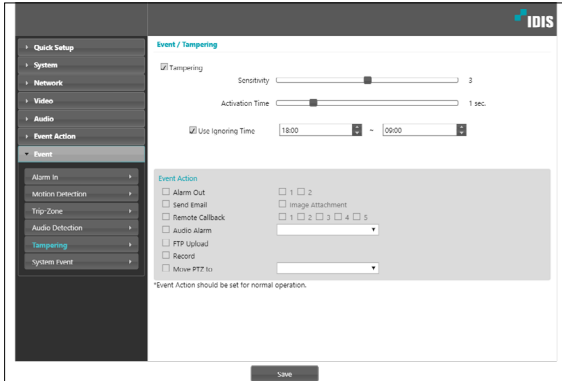 IDIS
Quick Setup
System
Network
Video
Audio
Event Action
Event
Alarm In
Motion Detection
Trip-Zone
Audio Detection
Tampering
System Event
Event / Tampering
Tampering
Sensitivity 3
Activation Time 1 sec.
Use Ignoring Time 18:00 ~ 09:00
Event Action
Alarm Out 1 2
Send Email Image Attachment
Remote Callback 1 2 3 4 5
Audio Alarm
FTP Upload
Record
Move PTZ to
*Event Action should be set for normal operation.
Save